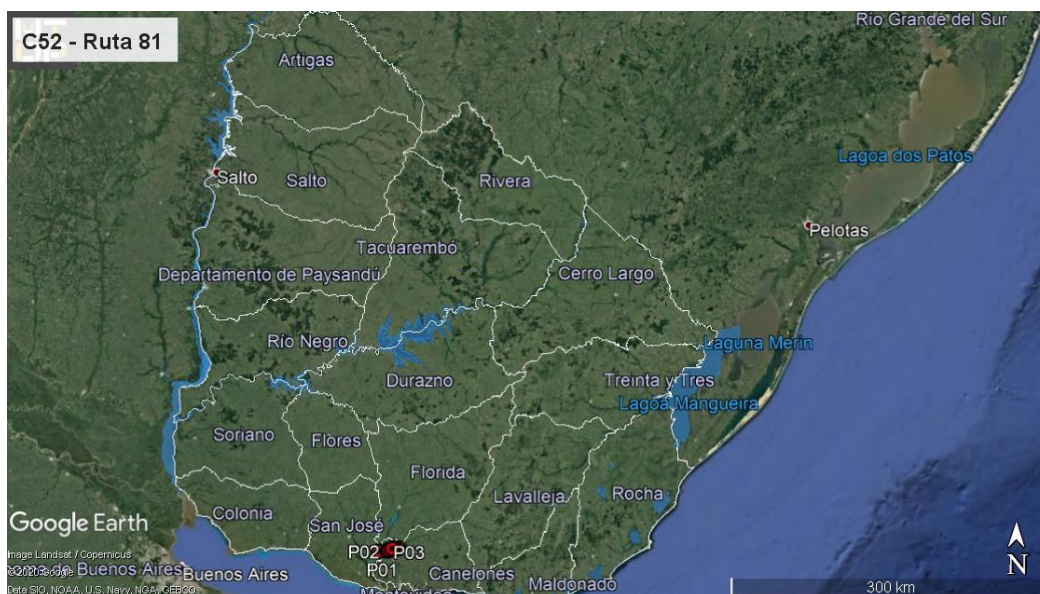 C52 - Ruta 81
Río Grande del Sur
Artigas
Lagoa dos Patos
Salto
Salto
Rivera
Pelotas
Tacuarembó
Departamento de Paysandú
Cerro Largo
Río Negro
Laguna Merin
Durazno
Treinta y Tres
Lagoa Mangueira
Soriano
Flores
Florida
Lavalleja
Rocha
Colonia
San José
Google Earth
P02
P03
P01
Image Landsat / Copernicus
© 2020 Google
Buenos Aires
Canelones
Maldonado
Data SIO, NOAA, U.S. Navy, NGA, GEBCO
300 km
N